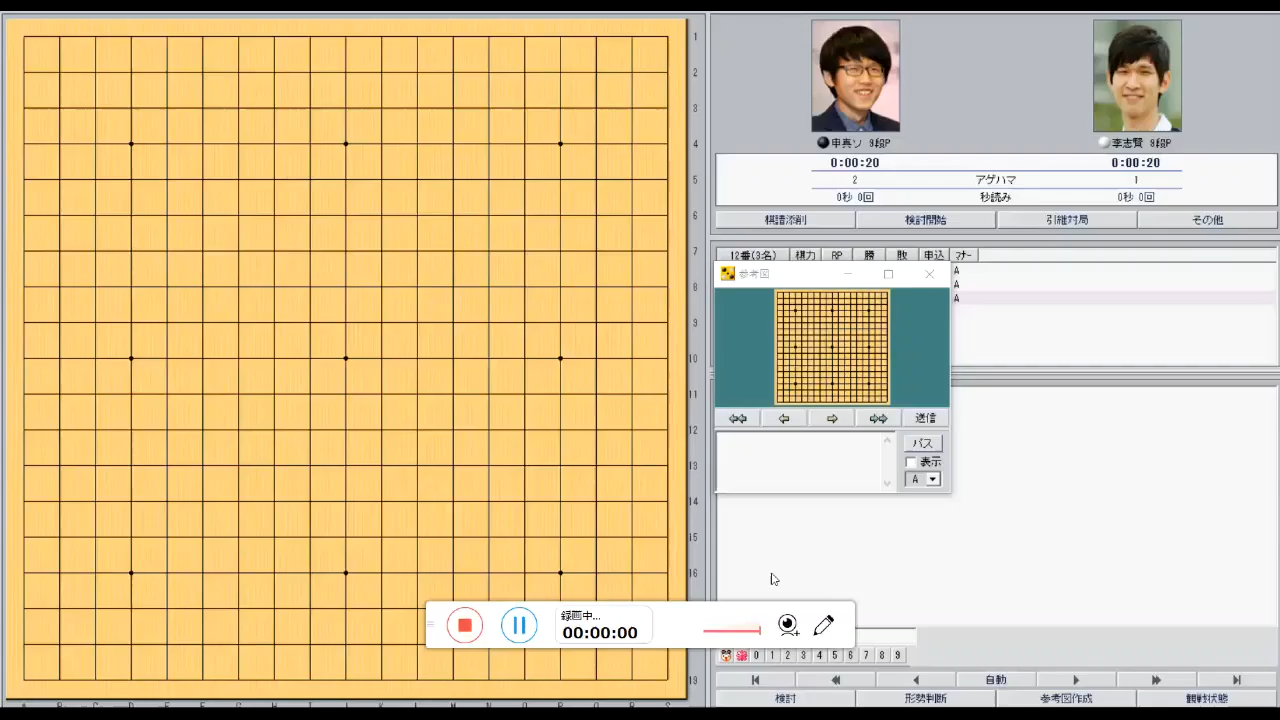 1
2
3
4
5
6
7
8
9
10
11
12
13
14
15
16
19
申真ソ 9段P
李志賢 9段P
0:00:20
0:00:20
2 アゲハマ 1
0秒 0回 秒読み 0秒 0回
棋譜添削 検討開始 引継対局 その他
12番(3名) 棋力 RP 勝 敗 申込 マナー
A
A
A
参考図
送信
パス
表示
A
録画中...
00:00:00
0 1 2 3 4 5 6 7 8 9
自動
検討 形勢判断 参考図作成 観戦状態